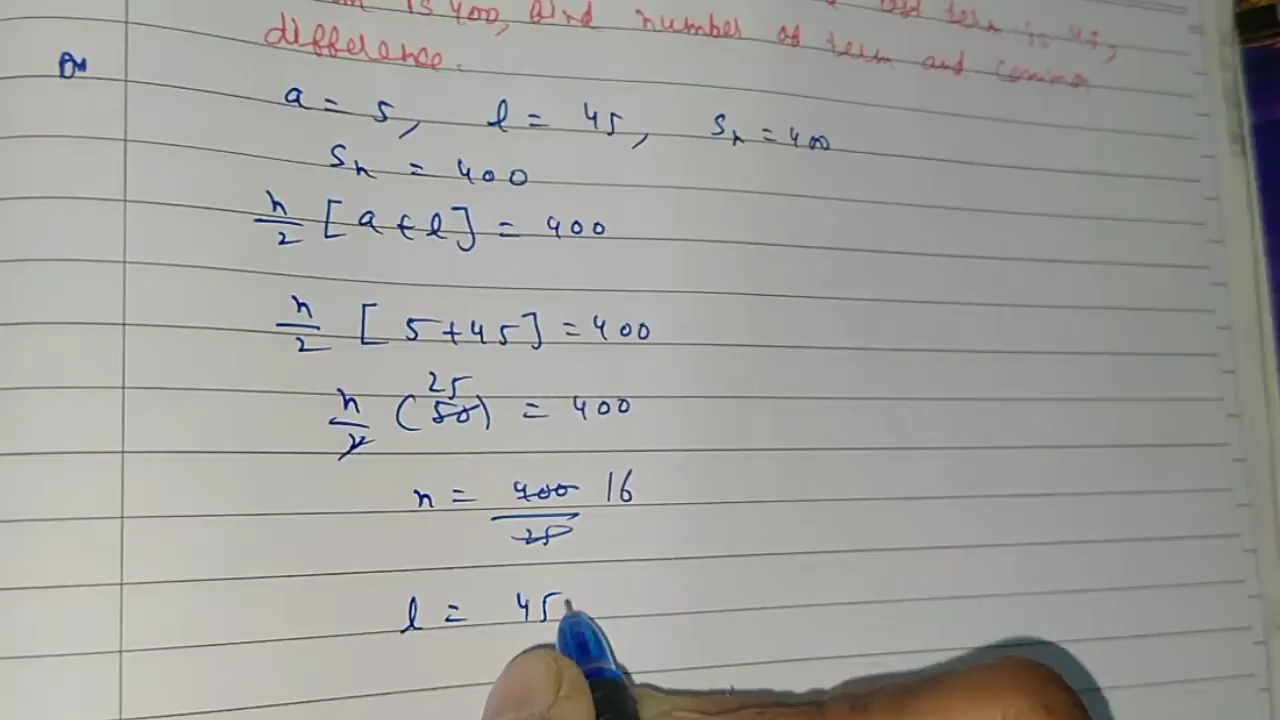 is 400, find number of term and common
difference.
a = 5, l = 45, Sn = 400
Sn = 400
n/2 [a + l] = 400
n/2 [5+45] = 400
n/2 (50) 25 = 400
n = 400/25 16
l = 45